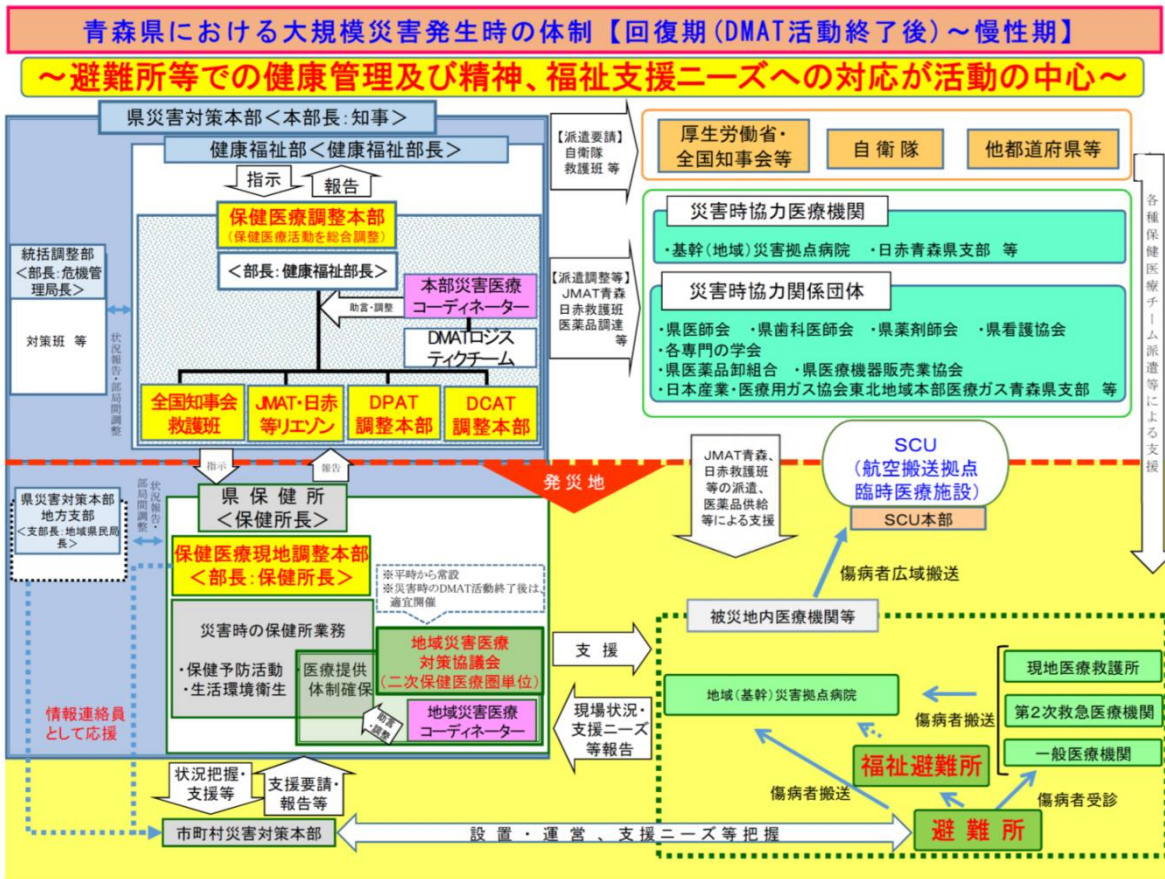 青森県における大規模災害発生時の体制【回復期(DMAT活動終了後)～慢性期】
～避難所等での健康管理及び精神、福祉支援ニーズへの対応が活動の中心～
県災害対策本部＜本部長：知事＞
健康福祉部＜健康福祉部長＞
指示
報告
保健医療調整本部
(保健医療活動を総合調整)
＜部長：健康福祉部長＞
統括調整部
＜部長：危機管
理局長＞
対策班 等
状況報告・部局間調整
助言・調整
本部災害医療
コーディネーター
DMATロジス
ティクチーム
全国知事会
救護班
JMAT・日赤
等リエゾン
DPAT
調整本部
DCAT
調整本部
【派遣要請】
自衛隊
救護班 等
厚生労働省・
全国知事会等
自 衛 隊
他都道府県等
【派遣調整等】
JMAT青森
日赤救護班
医薬品調達
等
災害時協力医療機関
・基幹(地域)災害拠点病院 ・日赤青森県支部 等
災害時協力関係団体
・県医師会 ・県歯科医師会 ・県薬剤師会 ・県看護協会
・各専門の学会
・県医薬品卸組合 ・県医療機器販売業協会
・日本産業・医療用ガス協会東北地域本部医療ガス青森県支部 等
各種保健医療チーム派遣等による支援
指示
報告
発災地
県災害対策本部
地方支部
＜支部長：地域県民局
長＞
状況報告・
部局間調整
県 保 健 所
＜保健所長＞
保健医療現地調整本部
＜部長：保健所長＞
※平時から常設
※災害時のDMAT活動終了後は、
適宜開催
災害時の保健所業務
・保健予防活動
・生活環境衛生
・医療提供
体制確保
地域災害医療
対策協議会
(二次保健医療圏単位)
助言
・調整
地域災害医療
コーディネーター
情報連絡員
として応援
状況把握・
支援等
支援要請・
報告等
市町村災害対策本部
設置・運営 、支援ニーズ等把握
支 援
現場状況・
支援ニーズ
等報告
JMAT青森、
日赤救護班
等の派遣、
医薬品供給
等による支援
SCU
(航空搬送拠点
臨時医療施設)
SCU本部
傷病者広域搬送
被災地内医療機関等
地域(基幹)災害拠点病院
現地医療救護所
第2次救急医療機関
一般医療機関
傷病者搬送
福祉避難所
傷病者搬送
傷病者受診
避 難 所